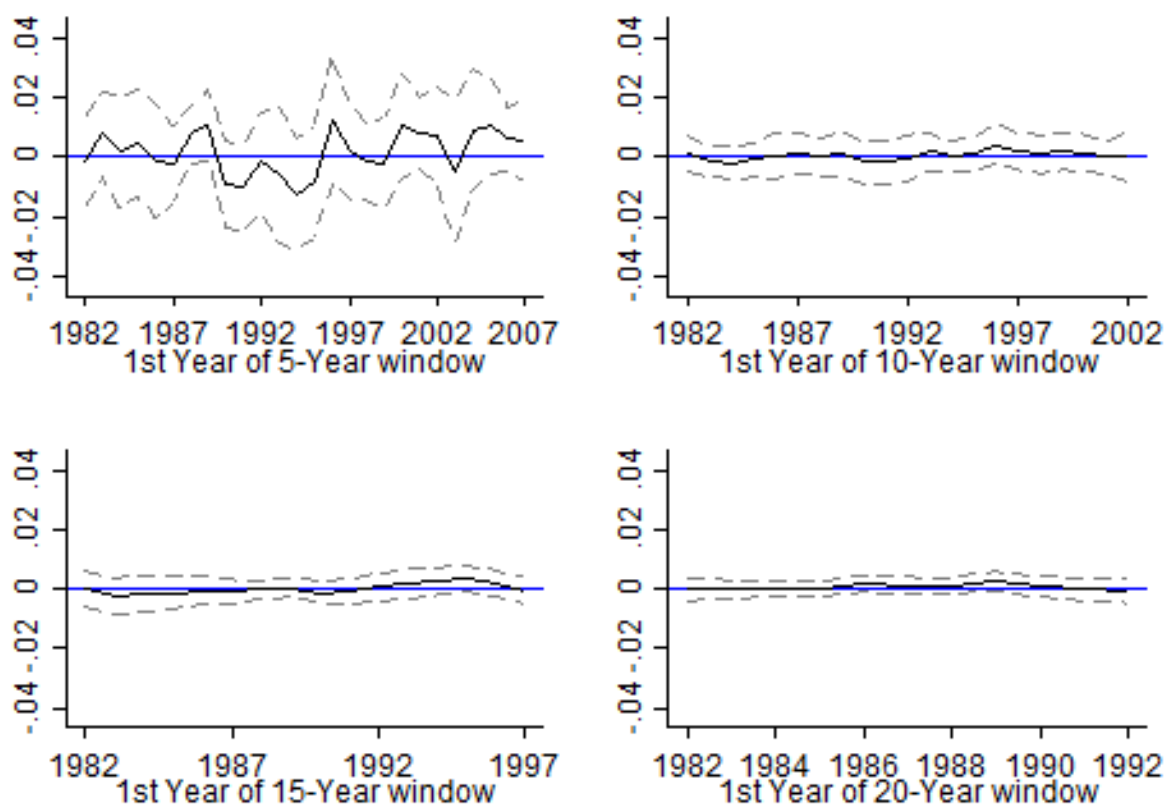 .04
.02
0
-.02
-.04
1982 1987 1992 1997 2002 2007
1st Year of 5-Year window
.04
.02
0
-.02
-.04
1982 1987 1992 1997 2002
1st Year of 10-Year window
.04
.02
0
-.02
-.04
1982 1987 1992 1997
1st Year of 15-Year window
.04
.02
0
-.02
-.04
1982 1984 1986 1988 1990 1992
1st Year of 20-Year window